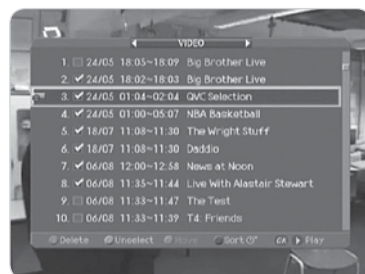 VIDEO
1. 24/05 18:05~18:09 Big Brother Live
2. ✔ 24/05 18:02~18:03 Big Brother Live
3. ✔ 24/05 01:04~02:04 QVC Selection
4. ✔ 24/05 01:00~05:07 NBA Basketball
5. ✔ 18/07 11:08~11:30 The Wright Stuff
6. ✔ 18/07 11:08~11:30 Daddio
7. ✔ 06/08 12:00~12:58 News at Noon
8. ✔ 06/08 11:35~11:44 Live With Alastair Stewart
9. 06/08 11:33~11:47 The Test
10. 06/08 11:33~11:39 T4: Friends
Delete Unselect Move Sort OK Play